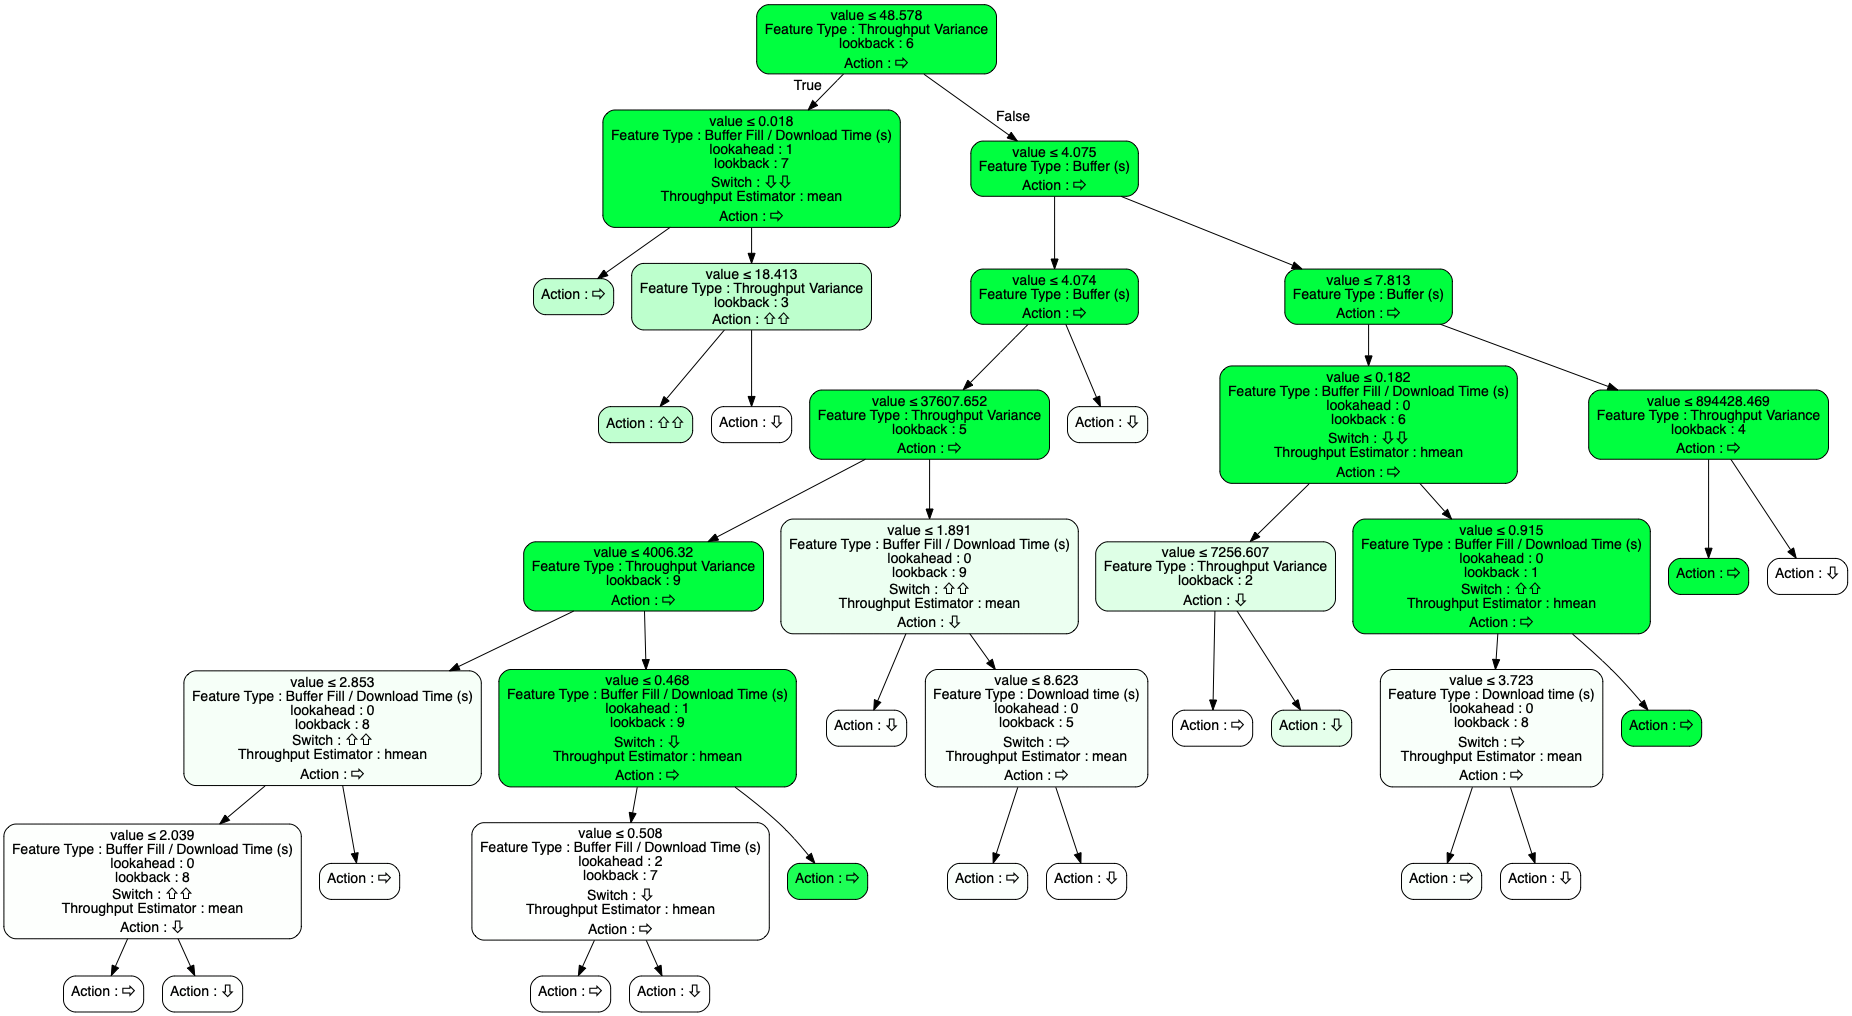 value ≤ 48.578
Feature Type : Throughput Variance
lookback : 6
Action : ⇨
True
False
value ≤ 0.018
Feature Type : Buffer Fill / Download Time (s)
lookahead : 1
lookback : 7
Switch : ⇩⇩
Throughput Estimator : mean
Action : ⇨
value ≤ 4.075
Feature Type : Buffer (s)
Action : ⇨
Action : ⇨
value ≤ 18.413
Feature Type : Throughput Variance
lookback : 3
Action : ⇧⇧
value ≤ 4.074
Feature Type : Buffer (s)
Action : ⇨
value ≤ 7.813
Feature Type : Buffer (s)
Action : ⇨
Action : ⇧⇧
Action : ⇩
value ≤ 37607.652
Feature Type : Throughput Variance
lookback : 5
Action : ⇨
Action : ⇩
value ≤ 0.182
Feature Type : Buffer Fill / Download Time (s)
lookahead : 0
lookback : 6
Switch : ⇩⇩
Throughput Estimator : hmean
Action : ⇨
value ≤ 894428.469
Feature Type : Throughput Variance
lookback : 4
Action : ⇨
value ≤ 4006.32
Feature Type : Throughput Variance
lookback : 9
Action : ⇨
value ≤ 1.891
Feature Type : Buffer Fill / Download Time (s)
lookahead : 0
lookback : 9
Switch : ⇧⇧
Throughput Estimator : mean
Action : ⇩
value ≤ 7256.607
Feature Type : Throughput Variance
lookback : 2
Action : ⇩
value ≤ 0.915
Feature Type : Buffer Fill / Download Time (s)
lookahead : 0
lookback : 1
Switch : ⇧⇧
Throughput Estimator : hmean
Action : ⇨
Action : ⇨
Action : ⇩
value ≤ 2.853
Feature Type : Buffer Fill / Download Time (s)
lookahead : 0
lookback : 8
Switch : ⇧⇧
Throughput Estimator : hmean
Action : ⇨
value ≤ 0.468
Feature Type : Buffer Fill / Download Time (s)
lookahead : 1
lookback : 9
Switch : ⇩
Throughput Estimator : hmean
Action : ⇨
Action : ⇩
value ≤ 8.623
Feature Type : Download time (s)
lookahead : 0
lookback : 5
Switch : ⇨
Throughput Estimator : mean
Action : ⇨
Action : ⇨
Action : ⇩
value ≤ 3.723
Feature Type : Download time (s)
lookahead : 0
lookback : 8
Switch : ⇨
Throughput Estimator : mean
Action : ⇨
Action : ⇨
value ≤ 2.039
Feature Type : Buffer Fill / Download Time (s)
lookahead : 0
lookback : 8
Switch : ⇧⇧
Throughput Estimator : mean
Action : ⇩
Action : ⇨
value ≤ 0.508
Feature Type : Buffer Fill / Download Time (s)
lookahead : 2
lookback : 7
Switch : ⇩
Throughput Estimator : hmean
Action : ⇨
Action : ⇨
Action : ⇨
Action : ⇩
Action : ⇨
Action : ⇩
Action : ⇨
Action : ⇩
Action : ⇨
Action : ⇩